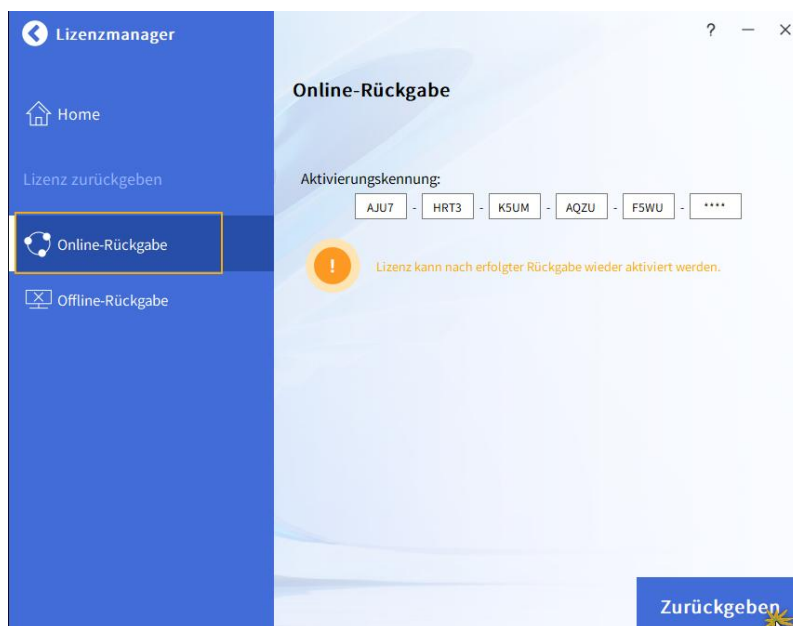 Lizenzmanager
? — ×
Home
Lizenz zurückgeben
Online-Rückgabe
Offline-Rückgabe
Online-Rückgabe
Aktivierungskennung:
AJU7 - HRT3 - K5UM - AQZU - F5WU - ****
! Lizenz kann nach erfolgter Rückgabe wieder aktiviert werden.
Zurückgeben